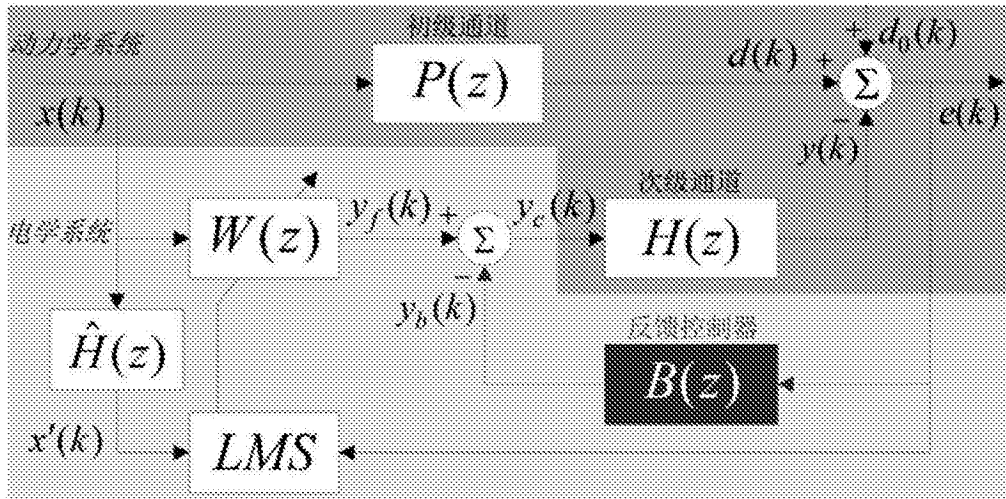 动力学系统
初级通道
P(z)
d(k) +
+ d₀(k)
Σ
x(k)
−
y(k)
e(k)
次级通道
电学系统
W(z)
y_f(k) +
Σ
y_c(k)
H(z)
−
y_b(k)
反馈控制器
Ĥ(z)
B(z)
x'(k)
LMS